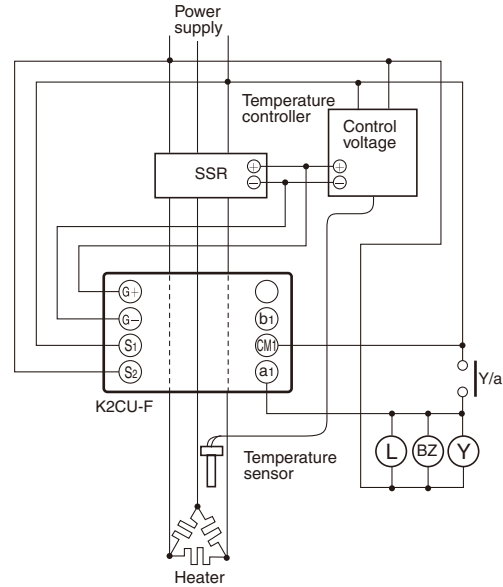 Power
supply
Temperature
controller
Control
voltage
SSR
+
+
−
−
G+
G−
b1
S1
CM1
S2
a1
Y/a
K2CU-F
L
BZ
Y
Temperature
sensor
Heater